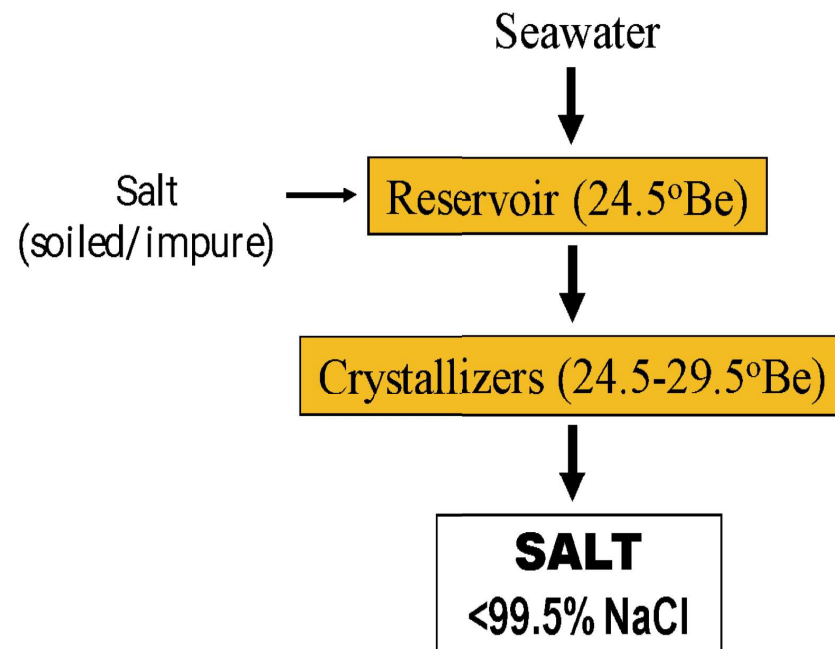 Seawater
Salt
(soiled/impure)
Reservoir (24.5°Be)
Crystallizers (24.5-29.5°Be)
SALT
<99.5% NaCl